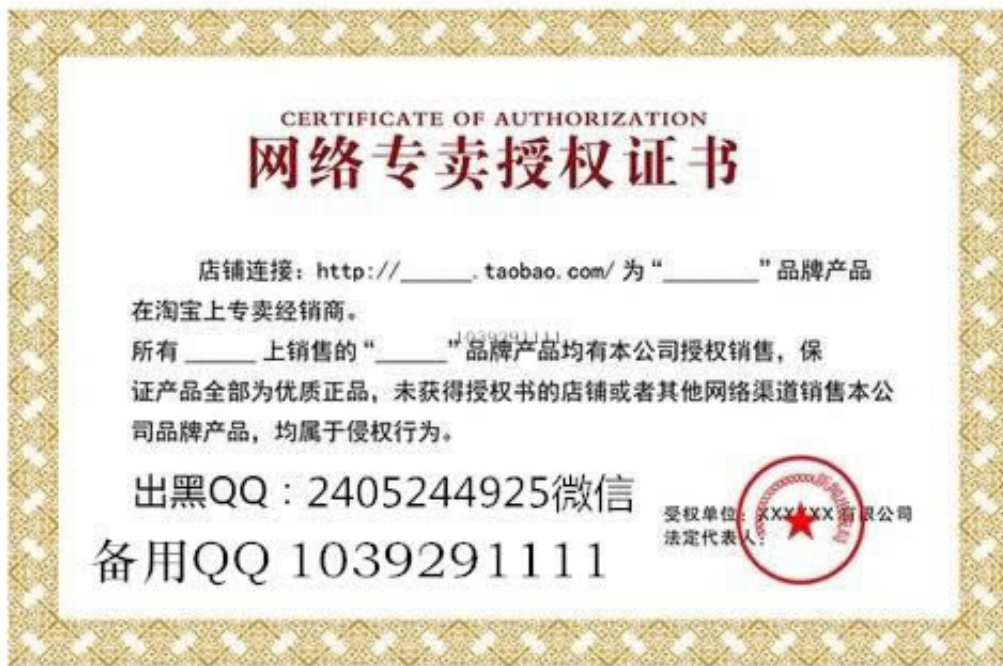 CERTIFICATE OF AUTHORIZATION
网络专卖授权证书
店铺连接：http://______.taobao.com/ 为“________”品牌产品
在淘宝上专卖经销商。
1039291111
所有 ______ 上销售的“______”品牌产品均有本公司授权销售，保
证产品全部为优质正品，未获得授权书的店铺或者其他网络渠道销售本公
司品牌产品，均属于侵权行为。
出黑QQ：2405244925微信
受权单位：XXXXXX 有限公司
法定代表人：
备用QQ 1039291111